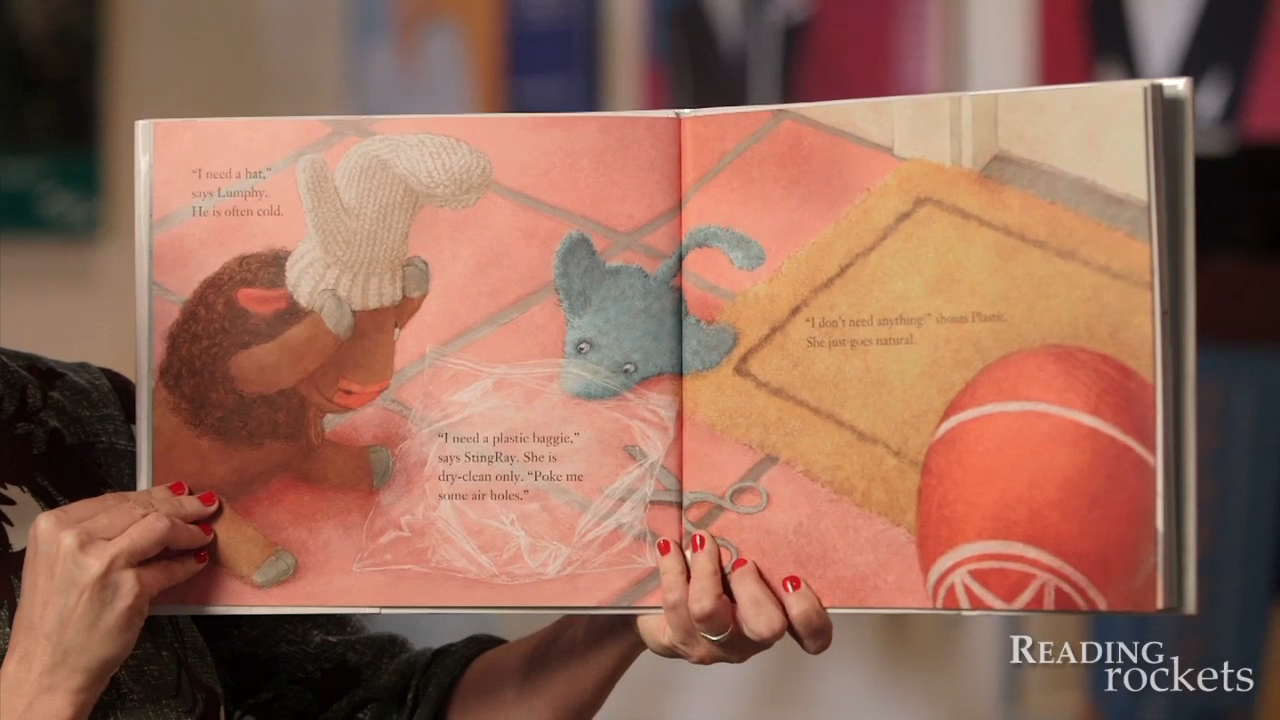 “I need a hat,”
says Lumphy.
He is often cold.
“I need a plastic baggie,”
says StingRay. She is
dry-clean only. “Poke me
some air holes.”
“I don’t need anything!” shouts Plastic.
She just goes natural.
READING
rockets